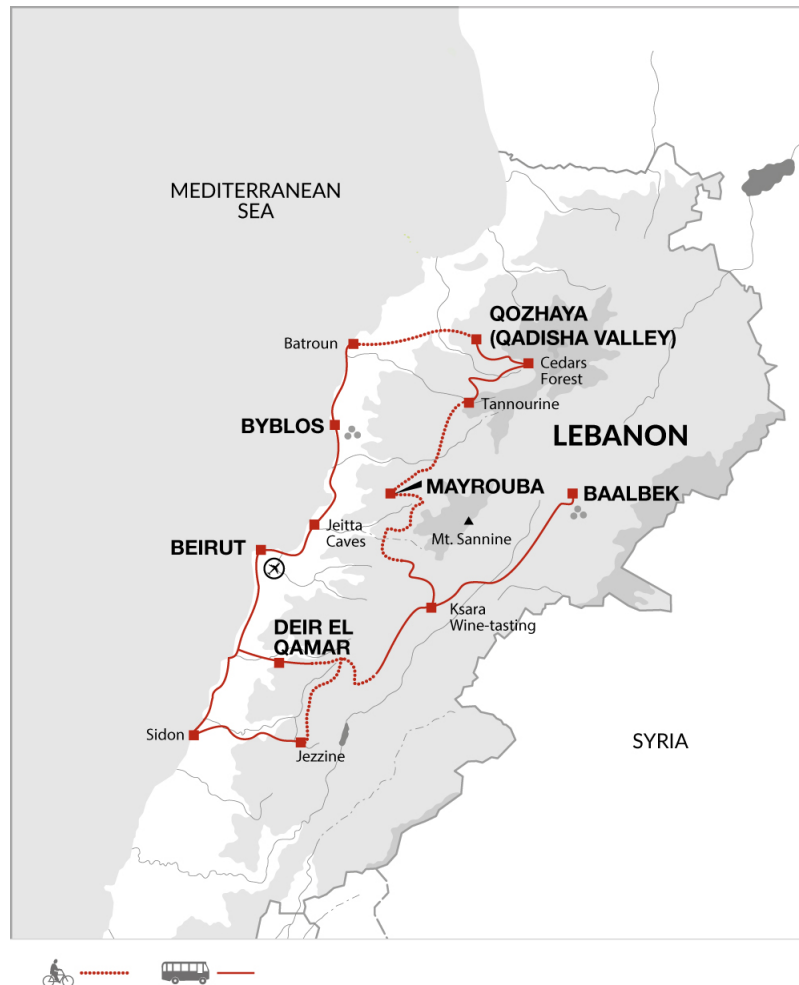 MEDITERRANEAN
SEA
QOZHAYA
(QADISHA VALLEY)
Batroun
Cedars
Forest
Tannourine
BYBLOS
LEBANON
MAYROUBA
BAALBEK
Jeitta
Caves
Mt. Sannine
BEIRUT
Ksara
Wine-tasting
DEIR EL
QAMAR
Sidon
Jezzine
SYRIA